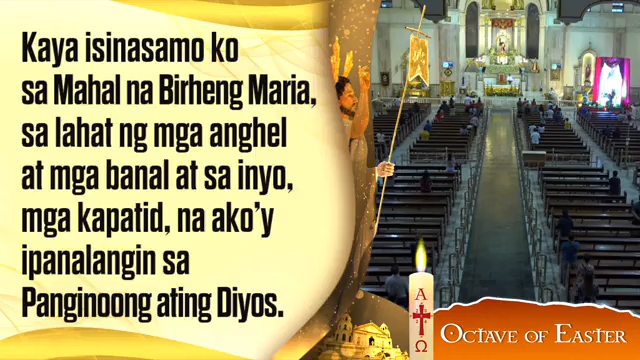 Kaya isinasamo ko
sa Mahal na Birheng Maria,
sa lahat ng mga anghel
at mga banal at sa inyo,
mga kapatid, na ako’y
ipanalangin sa
Panginoong ating Diyos.
Α
Ω
OCTAVE OF EASTER